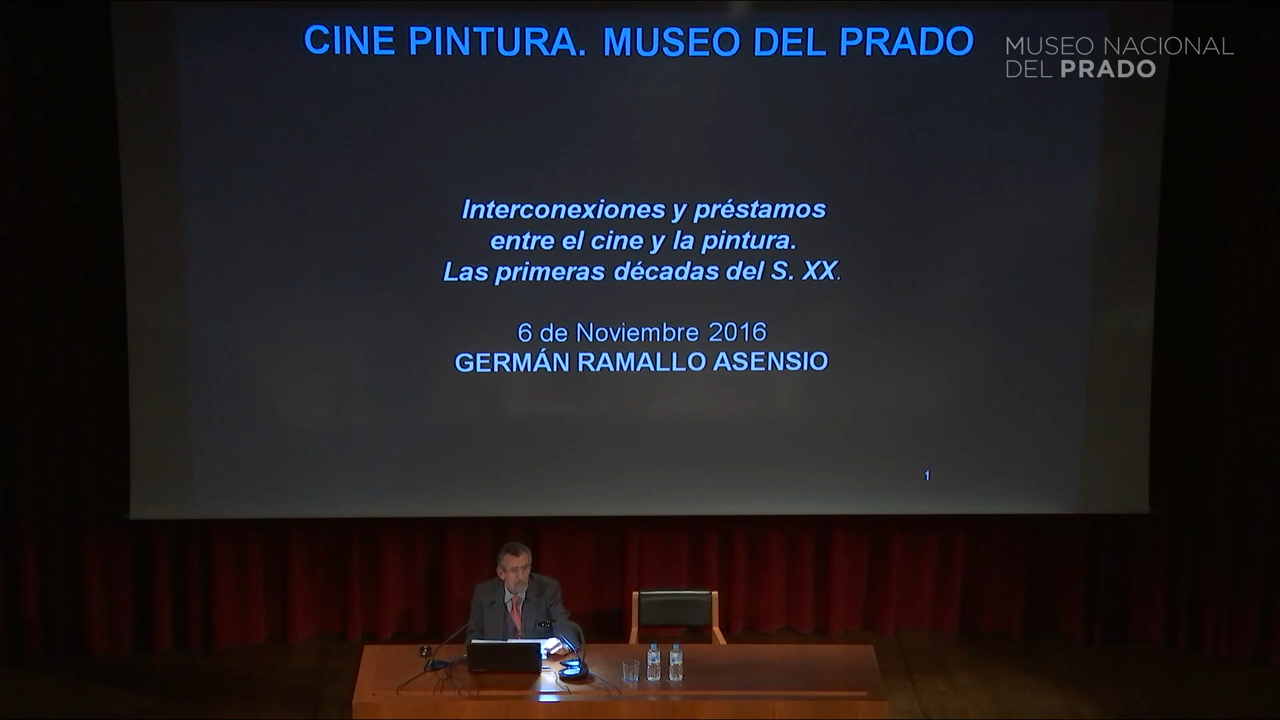 CINE PINTURA. MUSEO DEL PRADO
MUSEO NACIONAL
DEL PRADO
Interconexiones y préstamos
entre el cine y la pintura.
Las primeras décadas del S. XX.
6 de Noviembre 2016
GERMÁN RAMALLO ASENSIO
1